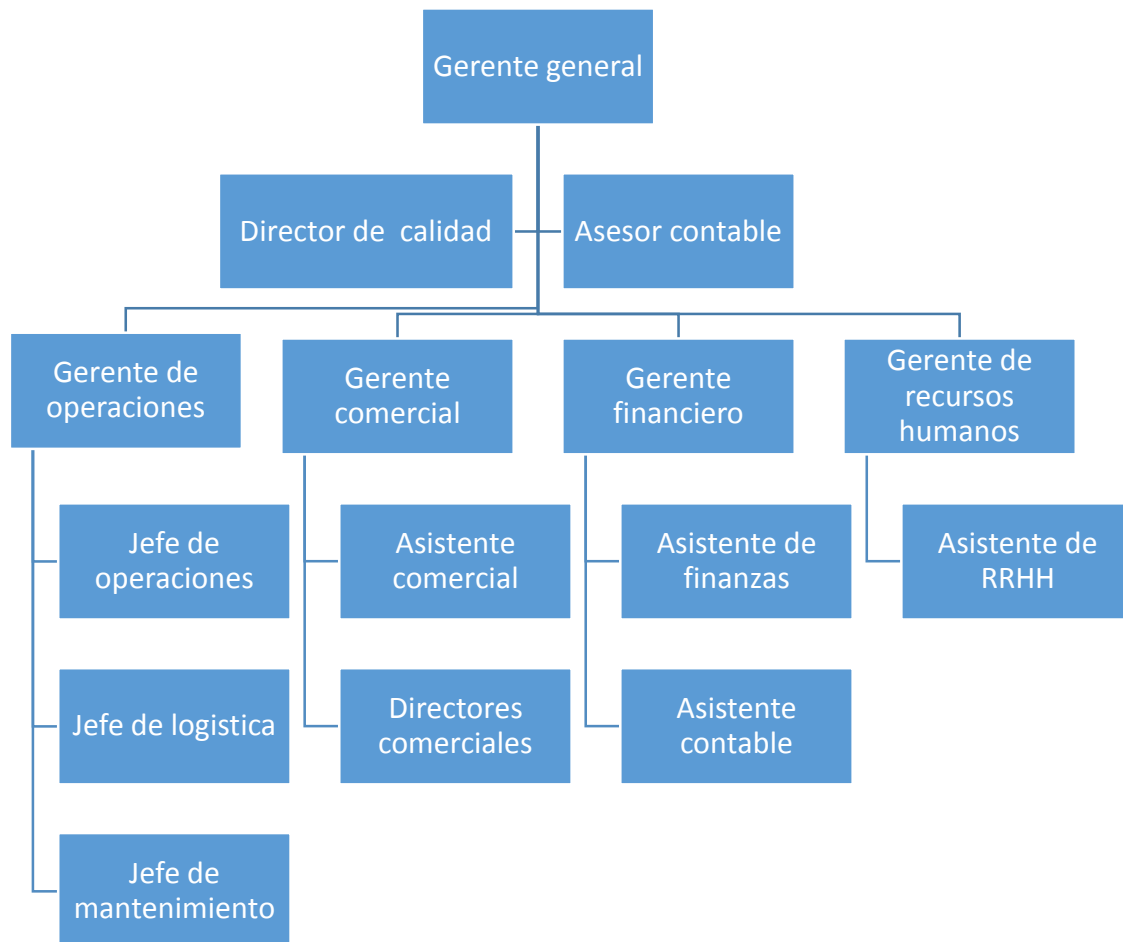 Gerente general
Director de  calidad
Asesor contable
Gerente de
operaciones
Gerente
comercial
Gerente
financiero
Gerente de
recursos
humanos
Jefe de
operaciones
Asistente
comercial
Asistente de
finanzas
Asistente de
RRHH
Jefe de logistica
Directores
comerciales
Asistente
contable
Jefe de
mantenimiento